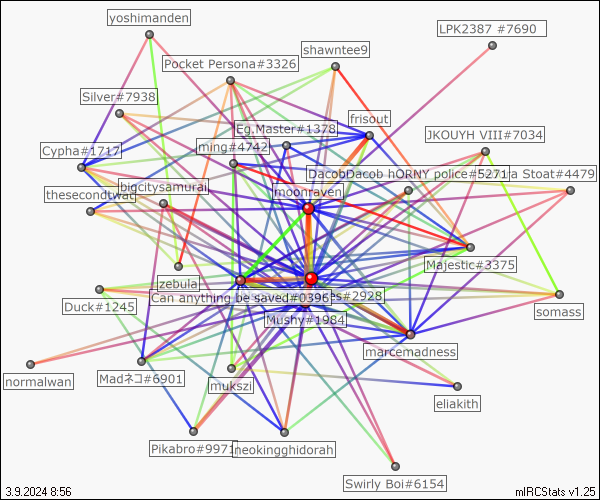 yoshimanden
LPK2387 #7690
shawntee9
Pocket Persona#3326
Silver#7938
frisout
Eg.Master#1378
JKOUYH VIII#7034
Cypha#1717
ming#4742
DacobDacob hORNY police#5271
a Stoat#4479
thesecondtwat
bigcitysamurai
moonraven
Majestic#3375
zebula
Can anything be saved#0396
s#2928
Duck#1245
somass
Mushy#1984
marcemadness
normalwan
Madネコ#6901
mukszi
eliakith
Pikabro#9971
neokingghidorah
Swirly Boi#6154
3.9.2024 8:56
mIRCStats v1.25